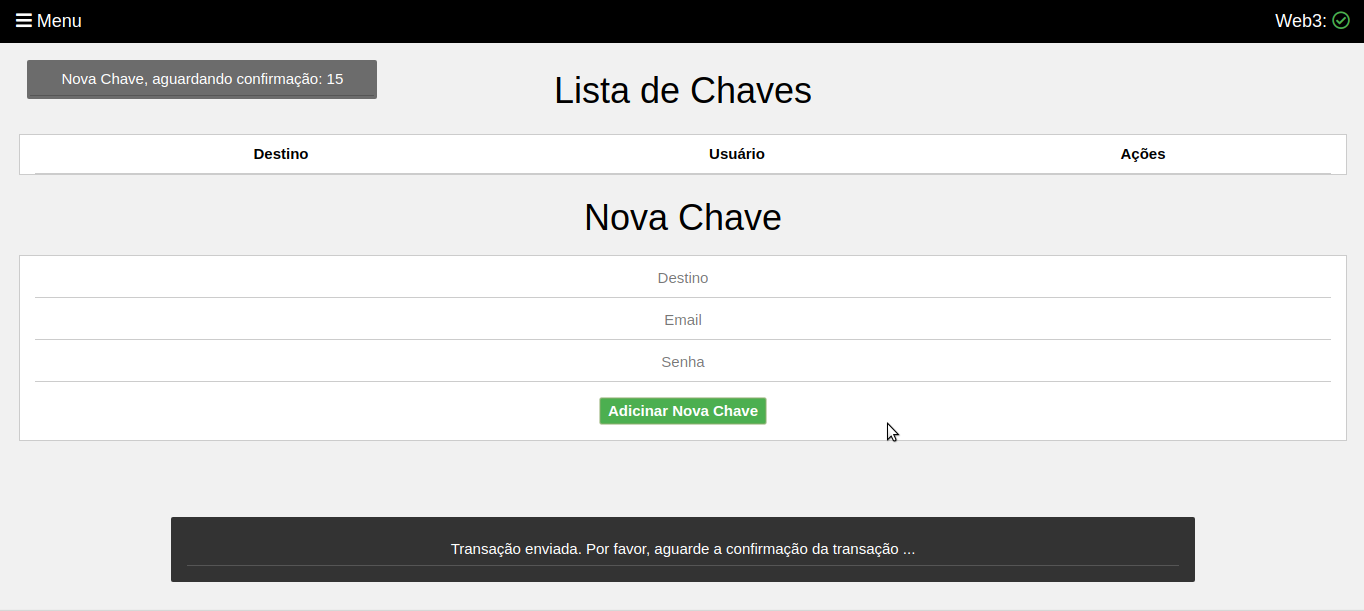 Menu
Web3:
Nova Chave, aguardando confirmação: 15
Lista de Chaves
Destino Usuário Ações
Nova Chave
Destino
Email
Senha
Adicinar Nova Chave
Transação enviada. Por favor, aguarde a confirmação da transação ...